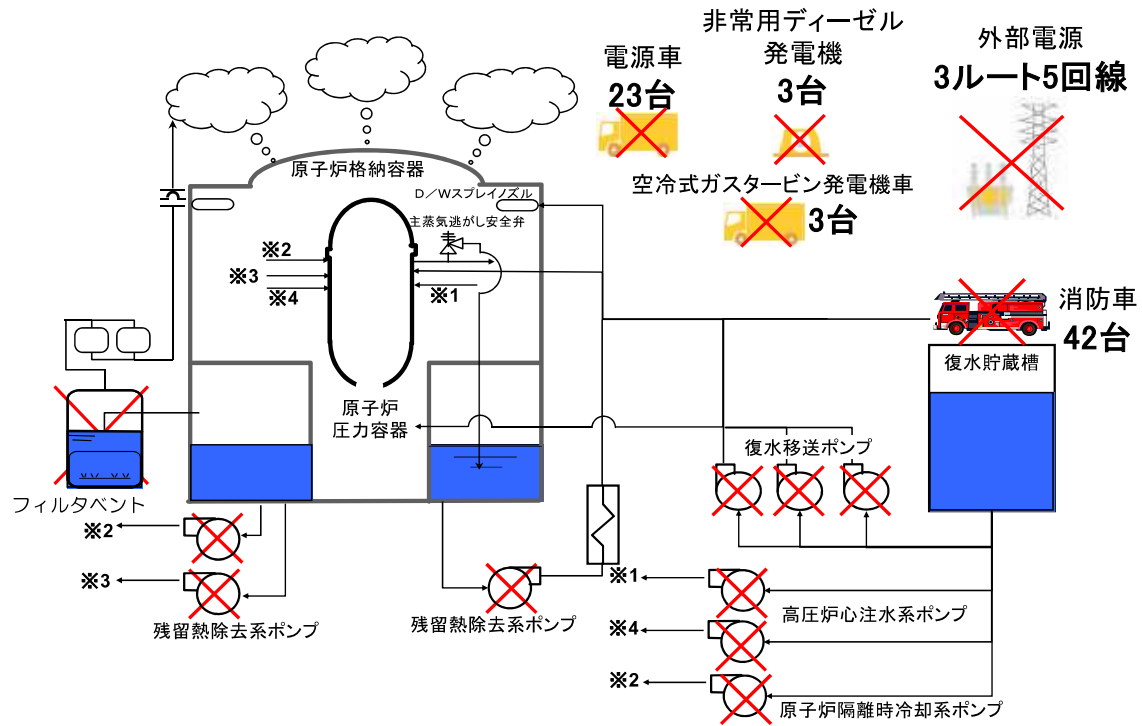 非常用ディーゼル
発電機
3台
電源車
23台
外部電源
3ルート5回線
空冷式ガスタービン発電機車
3台
原子炉格納容器
D/Wスプレイノズル
主蒸気逃がし安全弁
※2
※3
※4
※1
消防車
42台
復水貯蔵槽
原子炉
圧力容器
復水移送ポンプ
フィルタベント
※2
※3
残留熱除去系ポンプ
残留熱除去系ポンプ
※1
高圧炉心注水系ポンプ
※4
※2
原子炉隔離時冷却系ポンプ